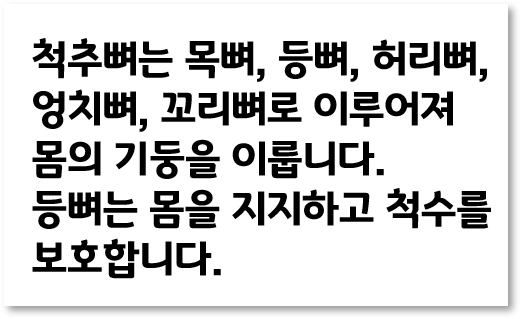 척추뼈는 목뼈, 등뼈, 허리뼈,
엉치뼈, 꼬리뼈로 이루어져
몸의 기둥을 이룹니다.
등뼈는 몸을 지지하고 척수를
보호합니다.